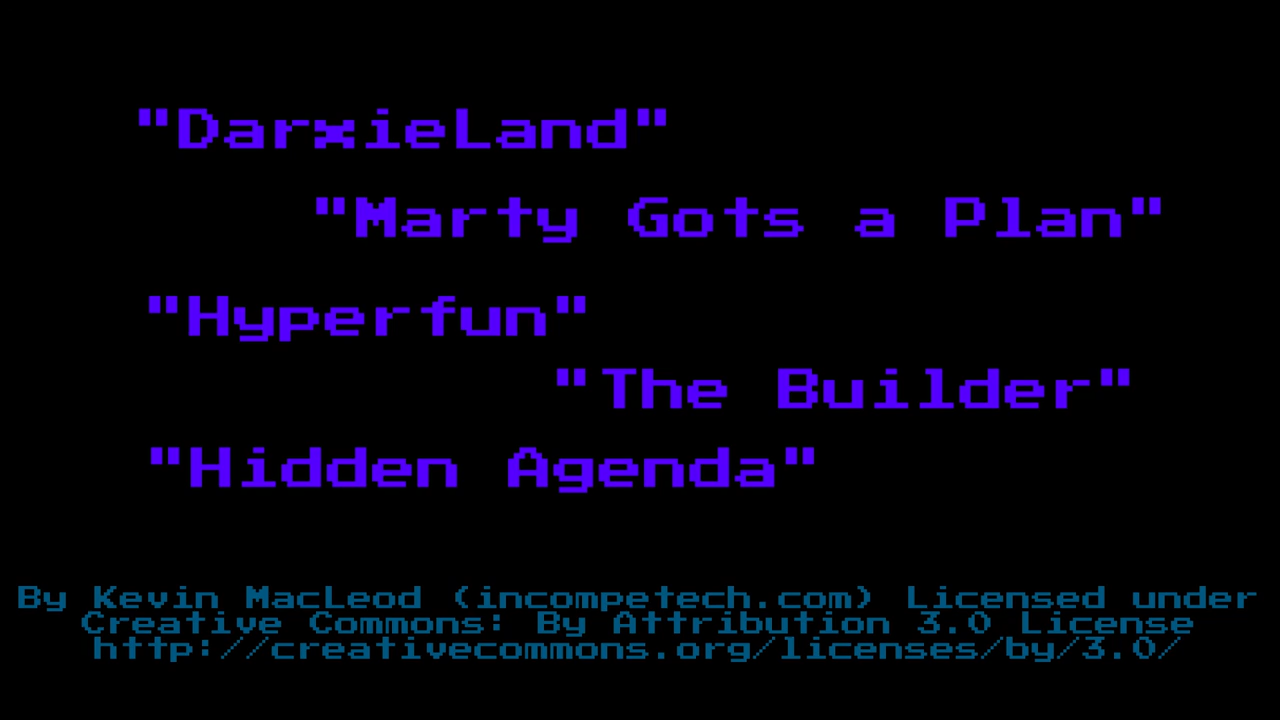 "DarxieLand"
"Marty Gots a Plan"
"Hyperfun"
"The Builder"
"Hidden Agenda"
By Kevin MacLeod (incompetech.com) Licensed under
Creative Commons: By Attribution 3.0 License
http://creativecommons.org/licenses/by/3.0/